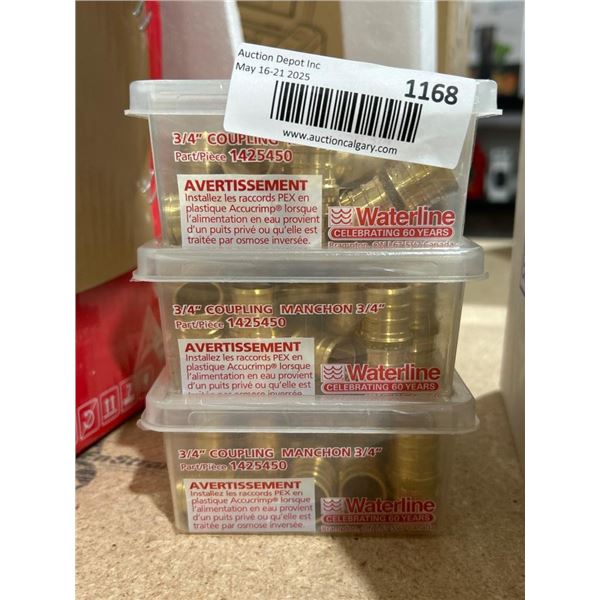 Auction Depot Inc
May 16-21 2025
1168
www.auctioncalgary.com
3/4" COUPLING
Part/Pièce 1425450
AVERTISSEMENT
Installez les raccords PEX en
plastique Accucrimp® lorsque
l'alimentation en eau provient
d'un puits privé ou qu'elle est
traitée par osmose inversée.
Waterline
CELEBRATING 60 YEARS
3/4" COUPLING MANCHON 3/4"
Part/Pièce 1425450
AVERTISSEMENT
Installez les raccords PEX en
plastique Accucrimp® lorsque
l'alimentation en eau provient
d'un puits privé ou qu'elle est
traitée par osmose inversée.
Waterline
CELEBRATING 60 YEARS
3/4" COUPLING MANCHON 3/4"
Part/Pièce 1425450
AVERTISSEMENT
Installez les raccords PEX en
plastique Accucrimp® lorsque
l'alimentation en eau provient
d'un puits privé ou qu'elle est
traitée par osmose inversée.
Waterline
CELEBRATING 60 YEARS